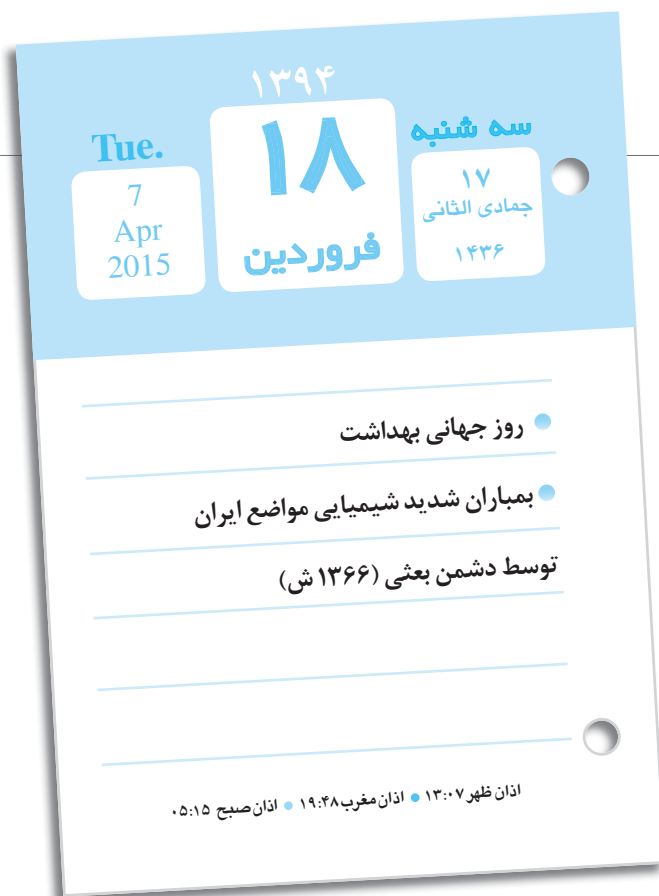 ۱۳۹۴
سه شنبه
۱۷
جمادی الثانی
۱۴۳۶
۱۸
فروردین
Tue.
7
Apr
2015
روز جهانی بهداشت
بمباران شدید شیمیایی مواضع ایران
توسط دشمن بعثی (۱۳۶۶ ش)
اذان ظهر ۱۳:۰۷ ● اذان مغرب ۱۹:۴۸ ● اذان صبح ۰۵:۱۵